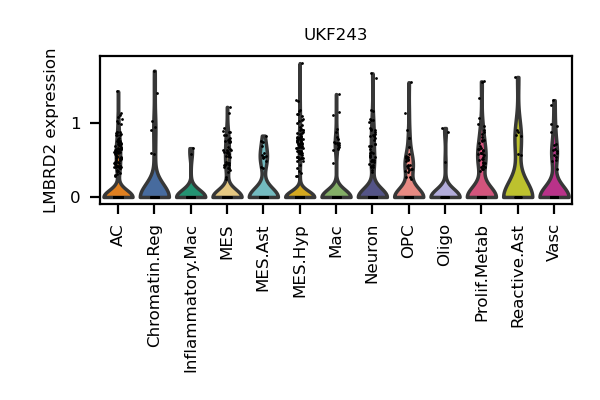 UKF243
LMBRD2 expression
1
0
AC
Chromatin.Reg
Inflammatory.Mac
MES
MES.Ast
MES.Hyp
Mac
Neuron
OPC
Oligo
Prolif.Metab
Reactive.Ast
Vasc